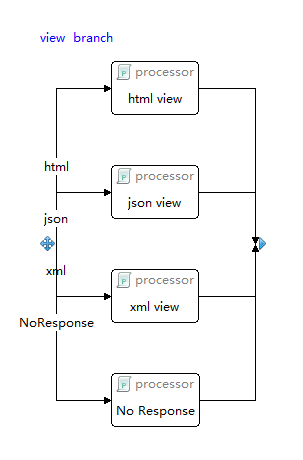 view branch
processor
html view
html
processor
json view
json
xml
processor
xml view
NoResponse
processor
No Response